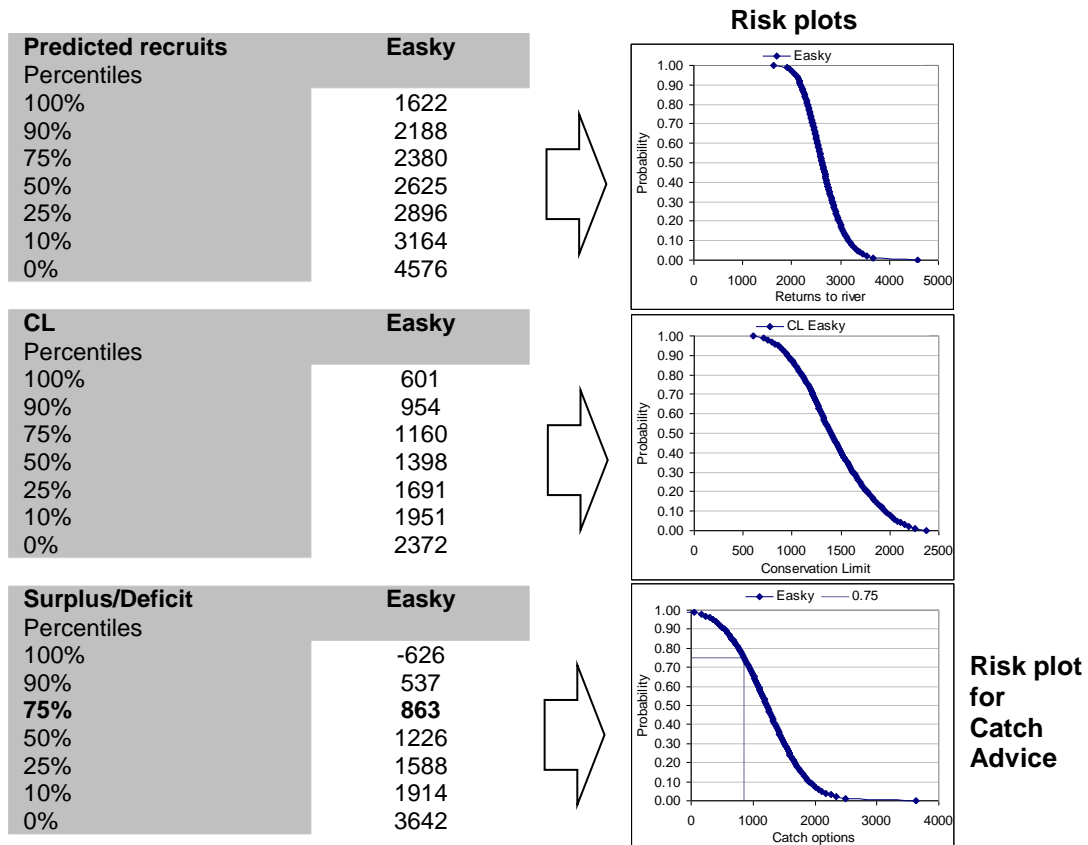 Risk plots
Predicted recruits Easky
Percentiles
100% 1622
90% 2188
75% 2380
50% 2625
25% 2896
10% 3164
0% 4576
Easky
1.00
0.90
0.80
0.70
0.60
0.50
0.40
0.30
0.20
0.10
0.00
Probability
0 1000 2000 3000 4000 5000
Returns to river
CL Easky
Percentiles
100% 601
90% 954
75% 1160
50% 1398
25% 1691
10% 1951
0% 2372
CL Easky
1.00
0.90
0.80
0.70
0.60
0.50
0.40
0.30
0.20
0.10
0.00
Probability
0 500 1000 1500 2000 2500
Conservation Limit
Surplus/Deficit Easky
Percentiles
100% -626
90% 537
75% 863
50% 1226
25% 1588
10% 1914
0% 3642
Easky 0.75
1.00
0.90
0.80
0.70
0.60
0.50
0.40
0.30
0.20
0.10
0.00
Probability
0 1000 2000 3000 4000
Catch options
Risk plot
for
Catch
Advice